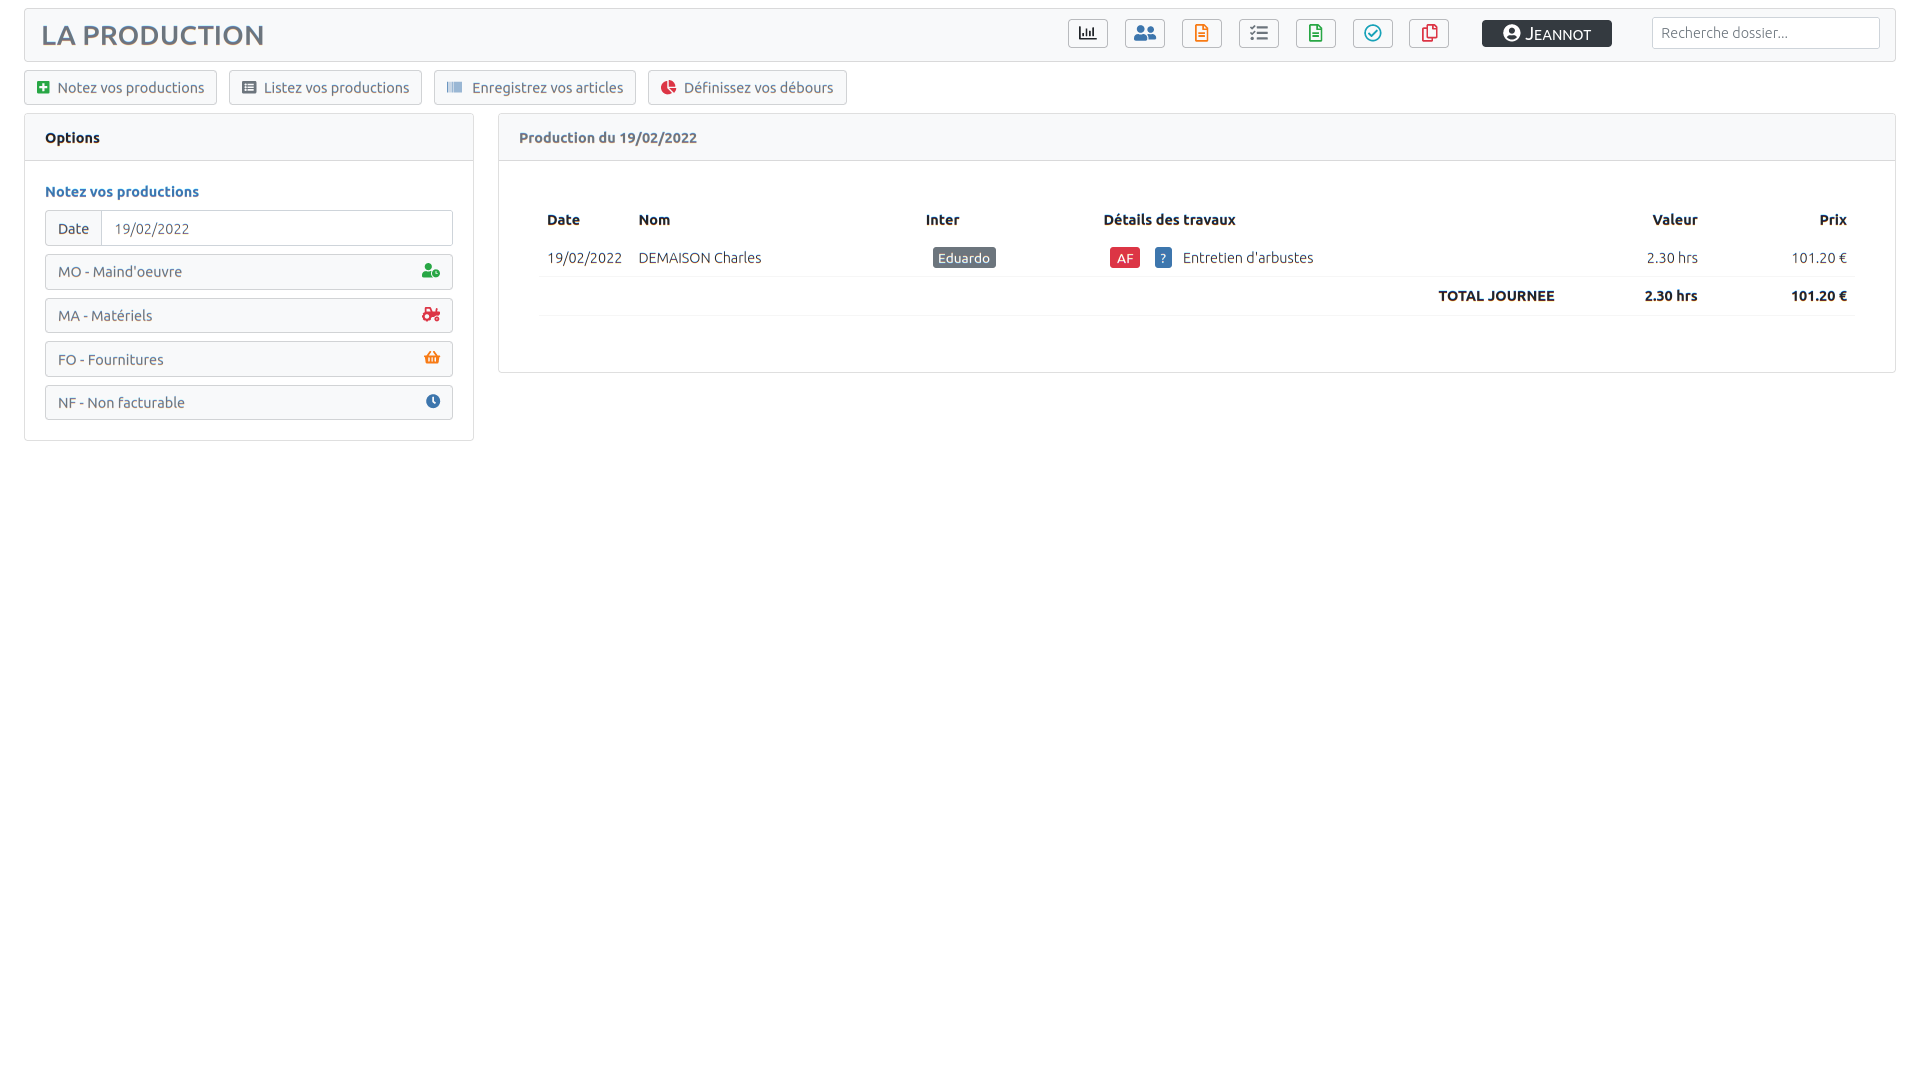 LA PRODUCTION
JEANNOT
Recherche dossier...
Notez vos productions
Listez vos productions
Enregistrez vos articles
Définissez vos débours
Options
Notez vos productions
Date 19/02/2022
MO - Maind'oeuvre
MA - Matériels
FO - Fournitures
NF - Non facturable
Production du 19/02/2022
Date Nom Inter Détails des travaux Valeur Prix
19/02/2022 DEMAISON Charles Eduardo AF ? Entretien d'arbustes 2.30 hrs 101.20 €
TOTAL JOURNEE 2.30 hrs 101.20 €